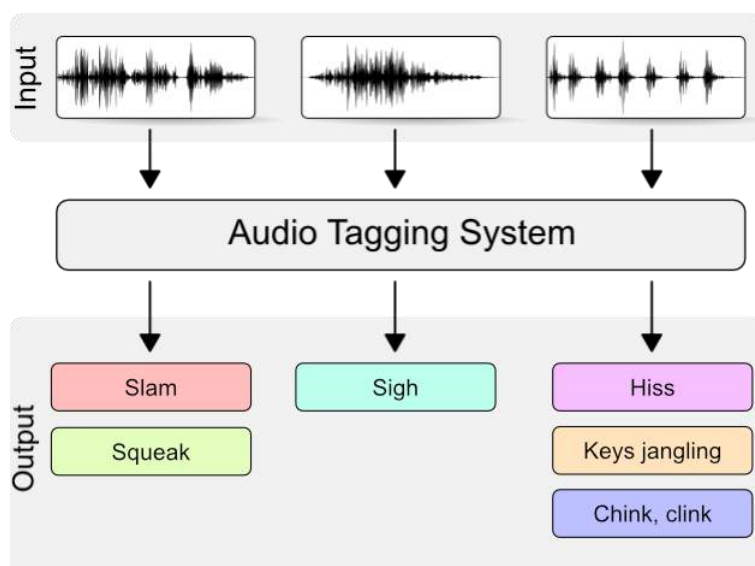 Input
Audio Tagging System
Output
Slam
Sigh
Hiss
Squeak
Keys jangling
Chink, clink